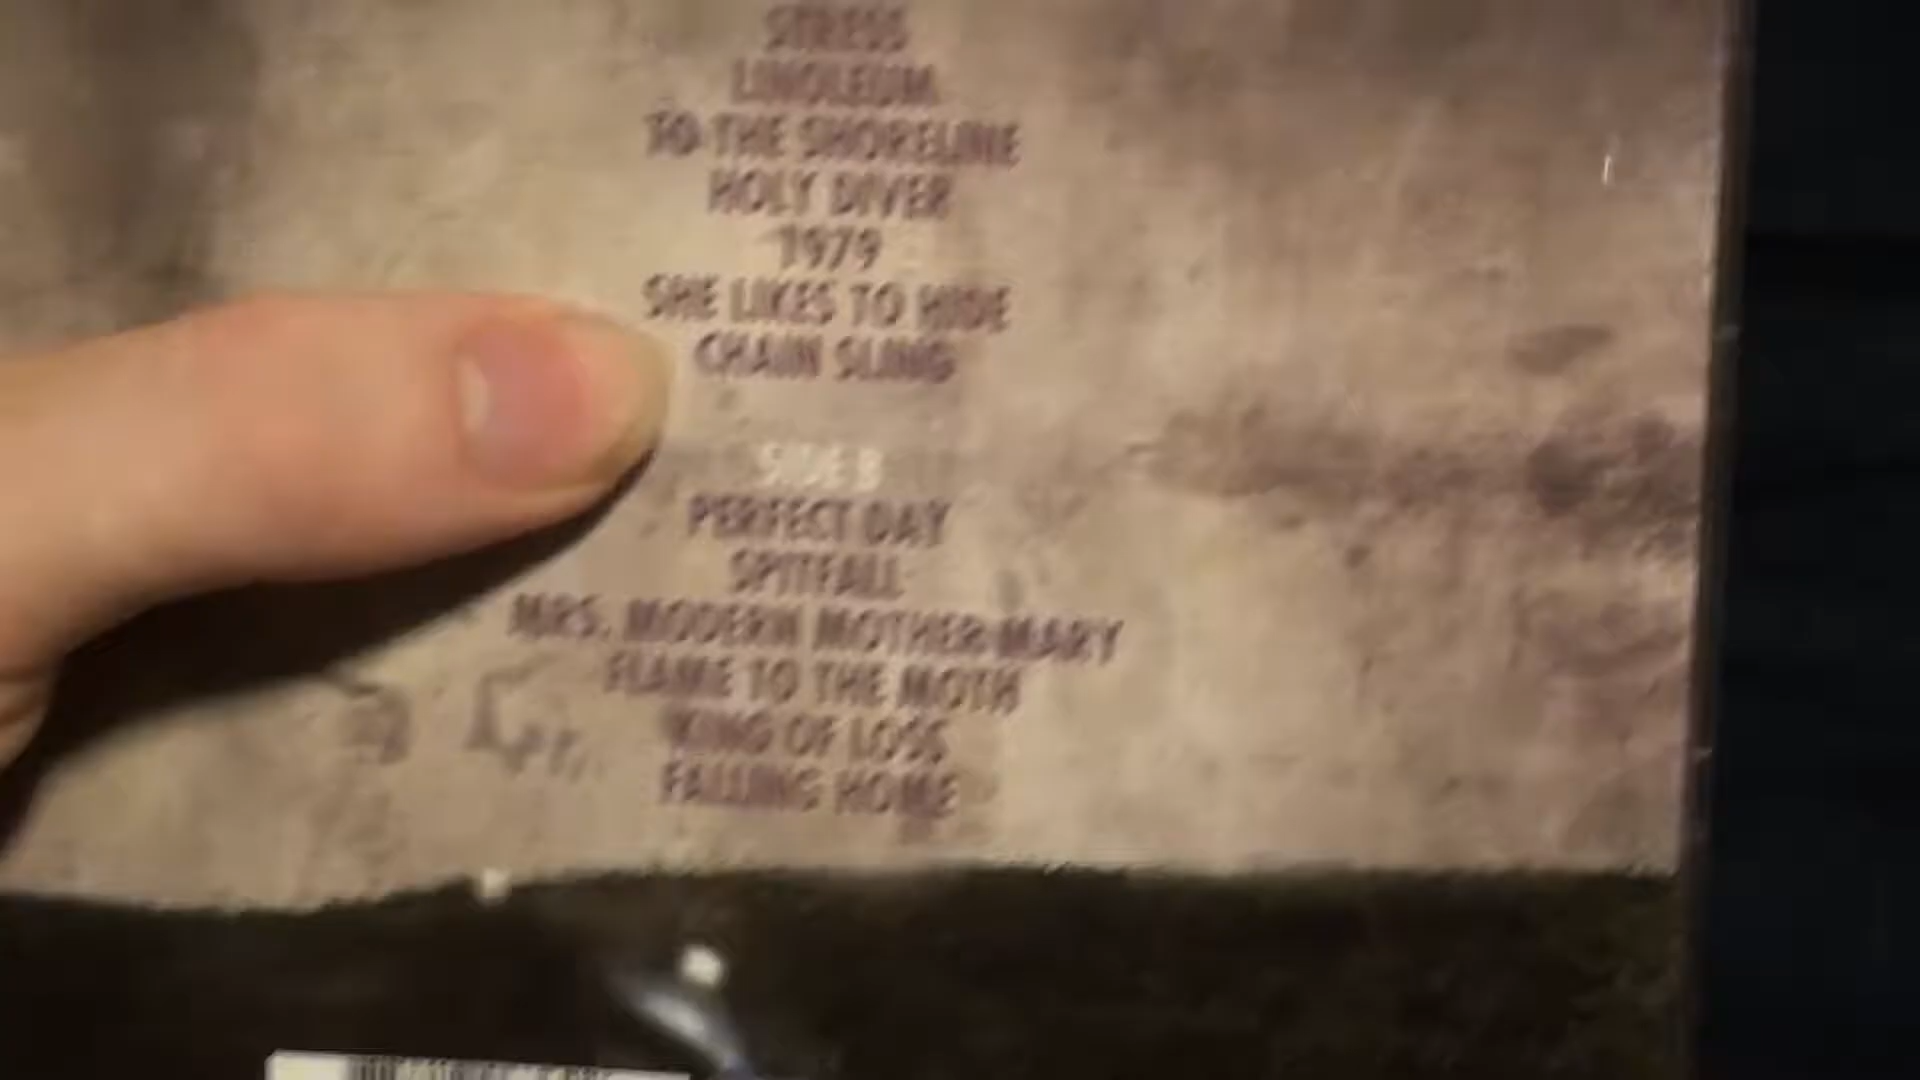 STRESS
LINOLEUM
TO THE SHORELINE
HOLY DIVER
1979
SHE LIKES TO HIDE
CHAIN SLING
SIDE B
PERFECT DAY
SPITFALL
MRS. MODERN MOTHER MARY
FLAME TO THE MOTH
KING OF LOSS
FALLING HOME